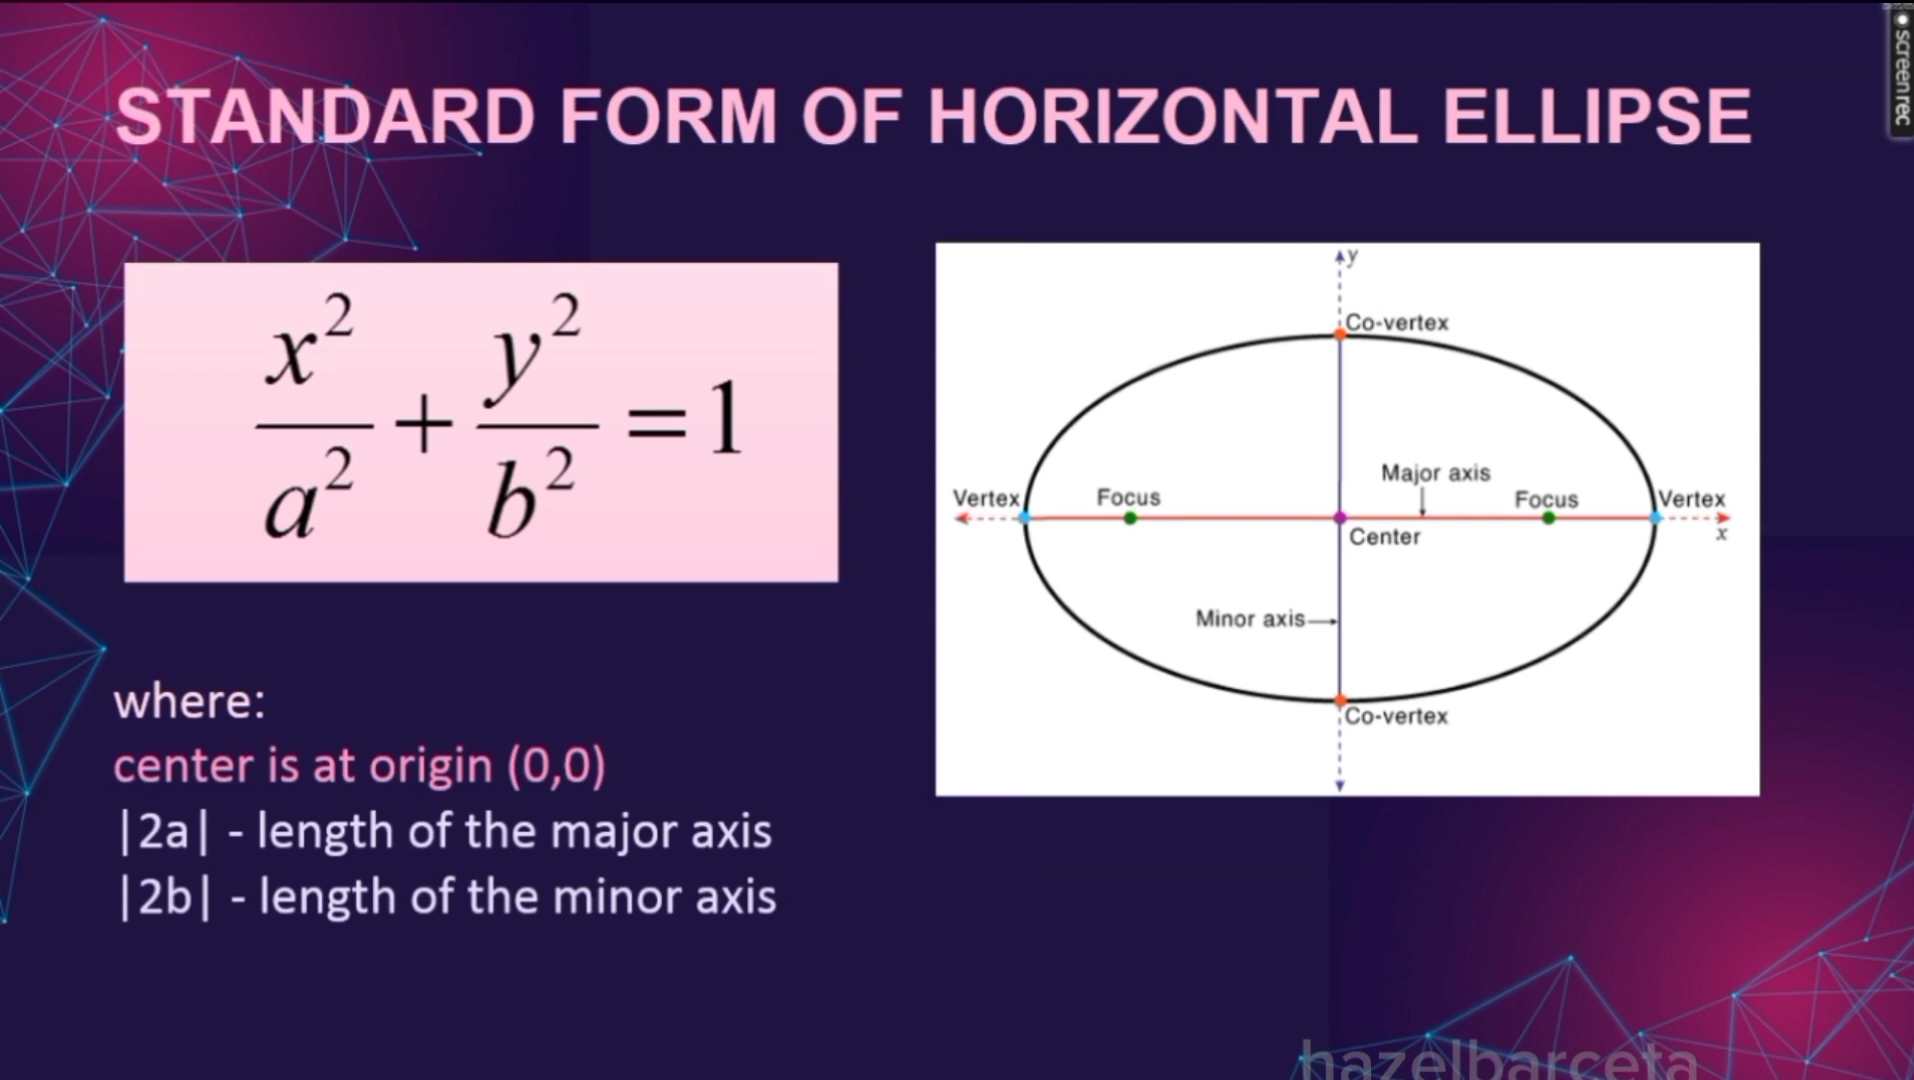 STANDARD FORM OF HORIZONTAL ELLIPSE
x²/a² + y²/b² = 1
where:
center is at origin (0,0)
|2a| - length of the major axis
|2b| - length of the minor axis
y
Co-vertex
Major axis
Vertex
Focus
Focus
Vertex
Center
x
Minor axis
Co-vertex
screenrec
hazelbarceta